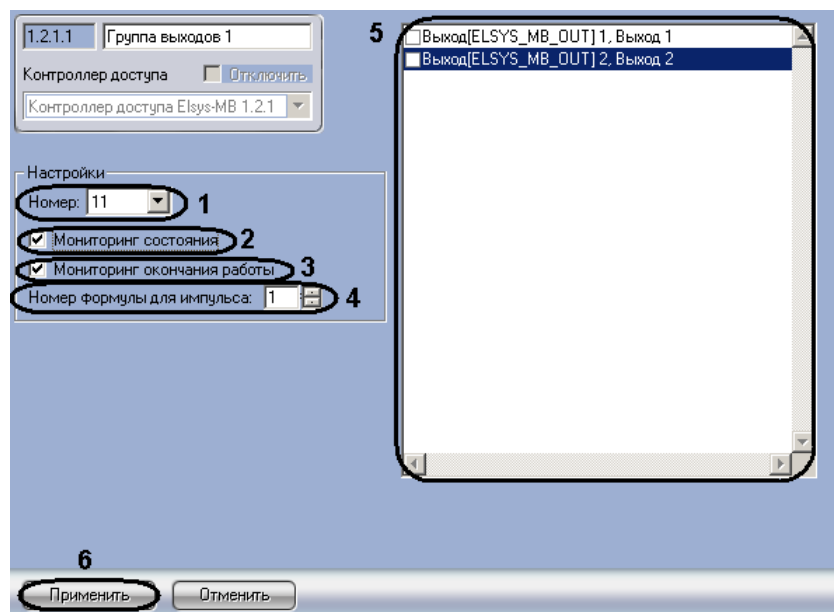 1.2.1.1 Группа выходов 1
Контроллер доступа Отключить
Контроллер доступа Elsys-MB 1.2.1
Настройки
Номер: 11 1
Мониторинг состояния 2
Мониторинг окончания работы 3
Номер формулы для импульса: 1 4
5
Выход[ELSYS_MB_OUT] 1, Выход 1
Выход[ELSYS_MB_OUT] 2, Выход 2
6
Применить Отменить